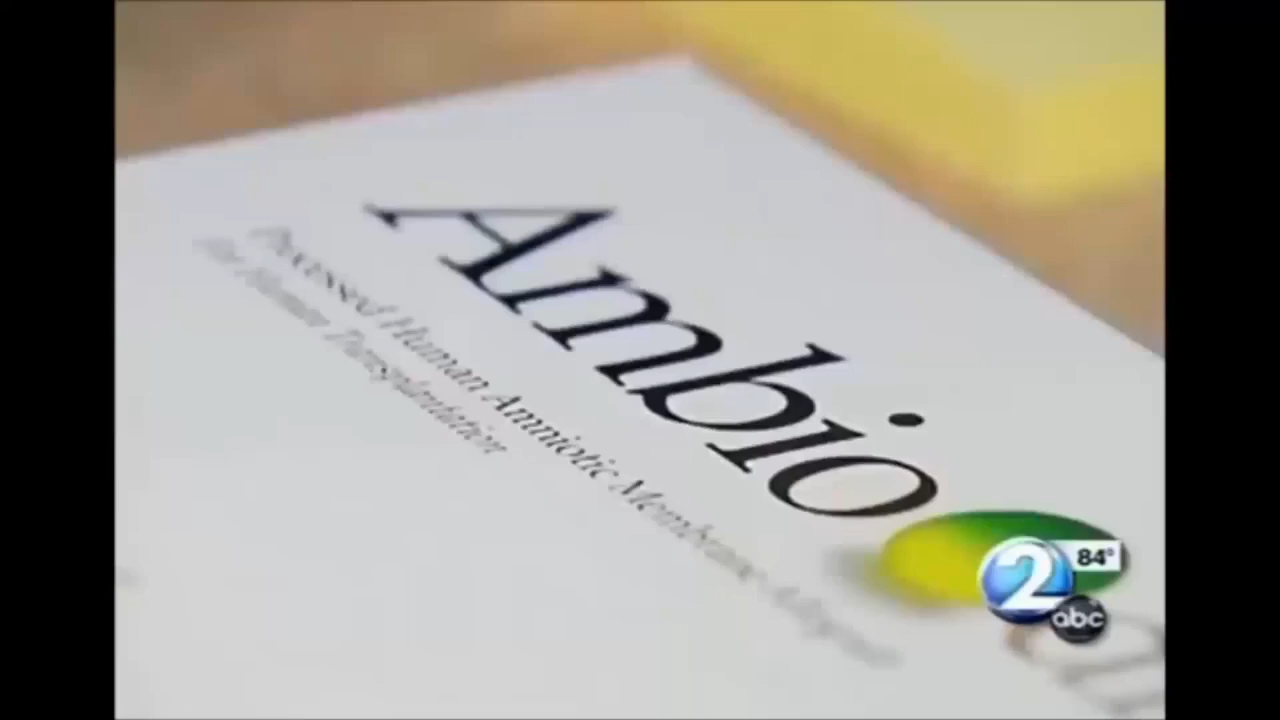 Ambio
Processed Human Amniotic Membrane Allograft
for Human Transplantation
2
84°
abc